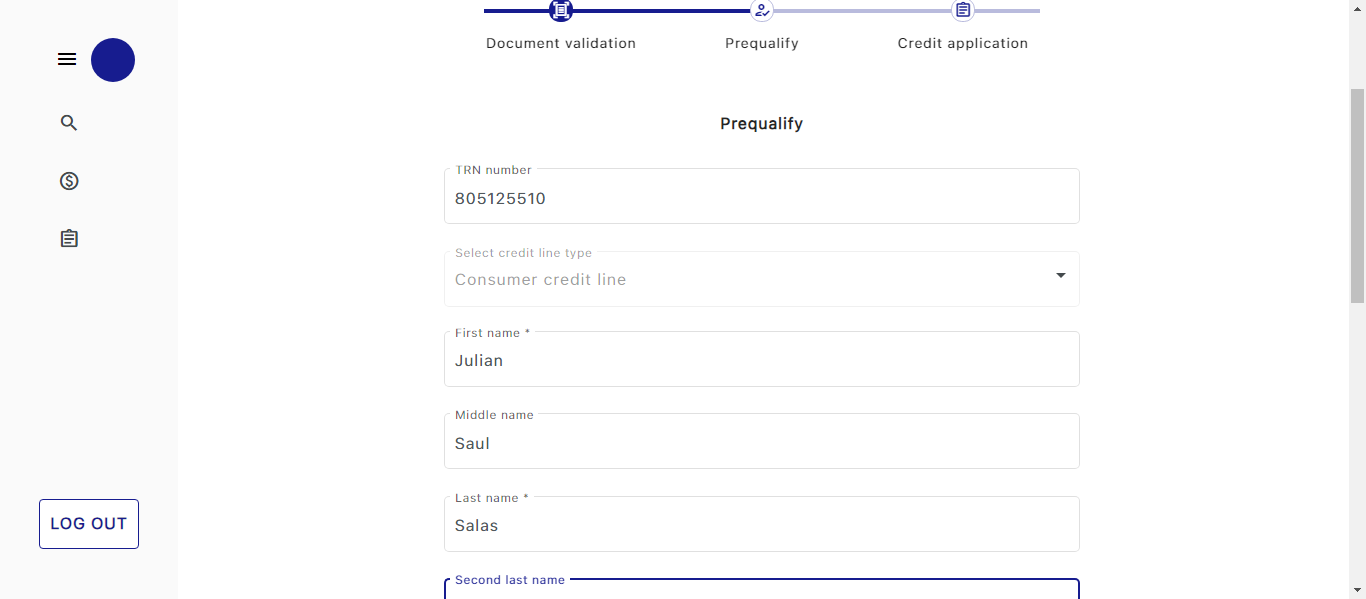 Document validation
Prequalify
Credit application
Prequalify
TRN number
805125510
Select credit line type
Consumer credit line
First name *
Julian
Middle name
Saul
Last name *
Salas
Second last name
LOG OUT